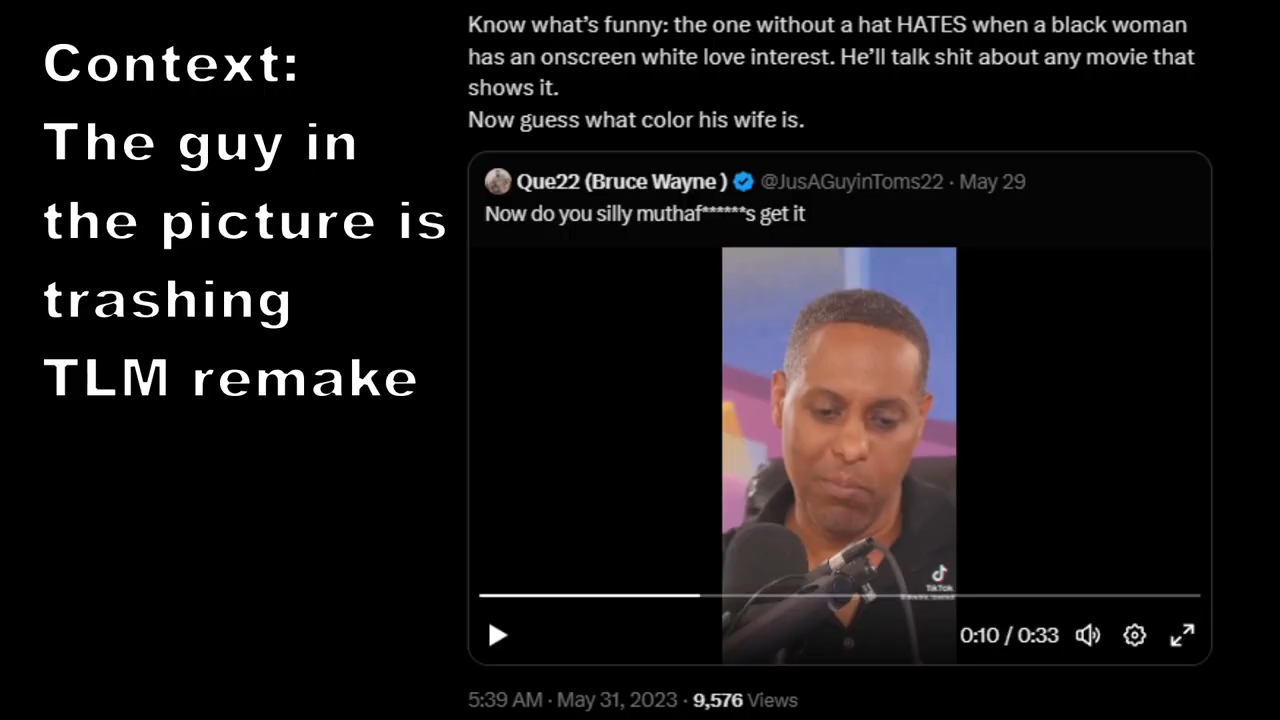 Context:
The guy in
the picture is
trashing
TLM remake
Know what's funny: the one without a hat HATES when a black woman
has an onscreen white love interest. He'll talk shit about any movie that
shows it.
Now guess what color his wife is.
Que22 (Bruce Wayne ) @JusAGuyinToms22 · May 29
Now do you silly muthaf******s get it
TikTok
0:10 / 0:33
5:39 AM · May 31, 2023 · 9,576 Views